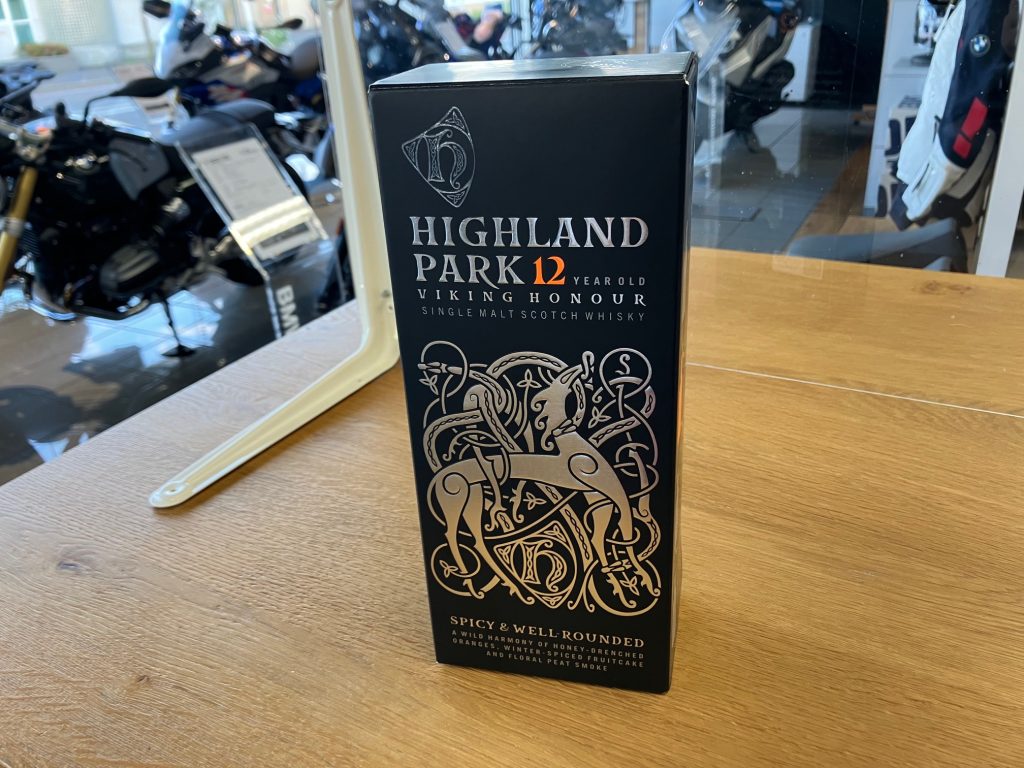 HIGHLAND
PARK 12 YEAR OLD
VIKING HONOUR
SINGLE MALT SCOTCH WHISKY
SPICY & WELL-ROUNDED
A WILD HARMONY OF HONEY-DRENCHED
ORANGES, WINTER-SPICED FRUITCAKE
AND FLORAL PEAT SMOKE
BMW